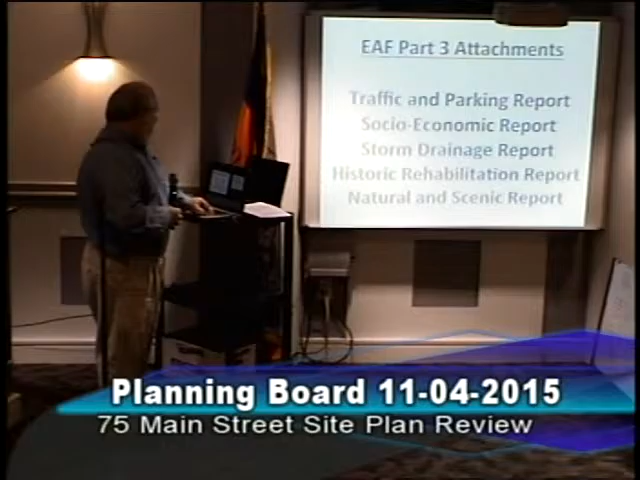 EAF Part 3 Attachments
Traffic and Parking Report
Socio-Economic Report
Storm Drainage Report
Historic Rehabilitation Report
Natural and Scenic Report
Planning Board 11-04-2015
75 Main Street Site Plan Review